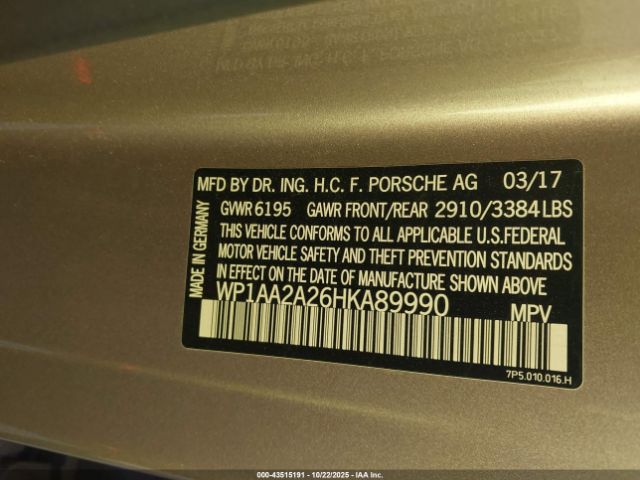 11/16
MFD BY DR. ING. H.C. F. PORSCHE AG 03/17
GVWR 6195 GAWR FRONT/REAR 2910/3384 LBS
THIS VEHICLE CONFORMS TO ALL APPLICABLE U.S.FEDERAL
MOTOR VEHICLE SAFETY AND THEFT PREVENTION STANDARDS
IN EFFECT ON THE DATE OF MANUFACTURE SHOWN ABOVE
WP1AA2A26HKA89990 MPV
MADE IN GERMANY
7P5.010.016.H
000-43515191 - 10/22/2025 - IAA Inc.